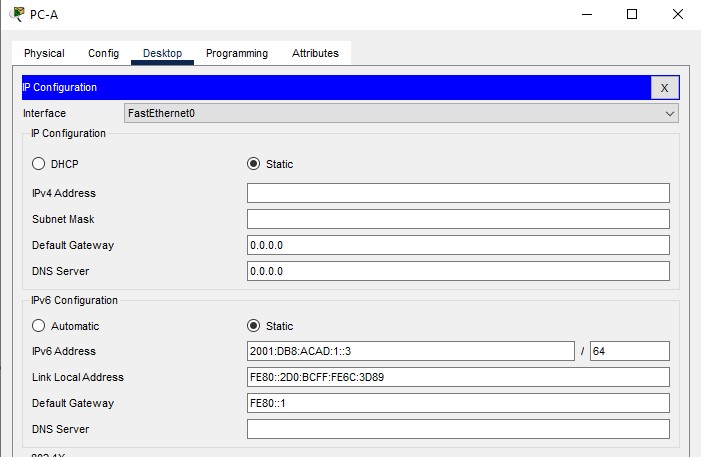 PC-A
Physical Config Desktop Programming Attributes
IP Configuration X
Interface FastEthernet0
IP Configuration
DHCP Static
IPv4 Address
Subnet Mask
Default Gateway 0.0.0.0
DNS Server 0.0.0.0
IPv6 Configuration
Automatic Static
IPv6 Address 2001:DB8:ACAD:1::3 / 64
Link Local Address FE80::2D0:BCFF:FE6C:3D89
Default Gateway FE80::1
DNS Server
802.1X